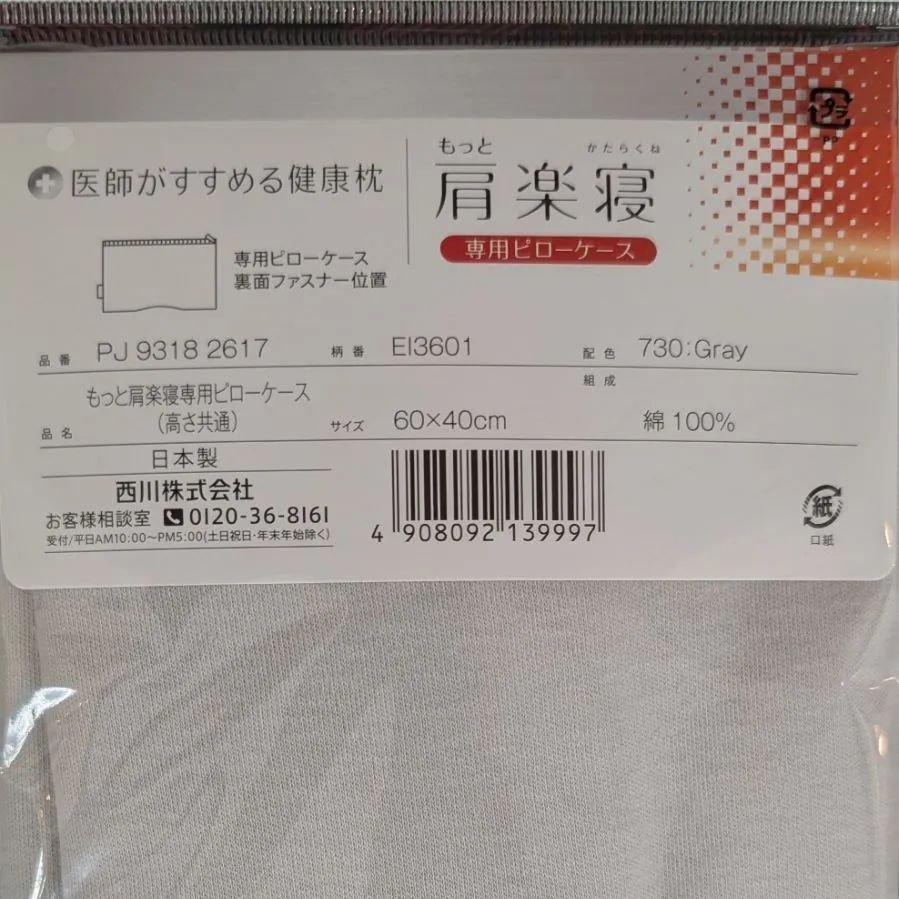 プラ
PP
医師がすすめる健康枕
もっと
かたらくね
肩楽寝
専用ピローケース
専用ピローケース
裏面ファスナー位置
品番 PJ 9318 2617 柄番 EI3601 配色 730:Gray
品名 もっと肩楽寝専用ピローケース
(高さ共通)
サイズ 60×40cm
組成 綿 100%
日本製
西川株式会社
お客様相談室 0120-36-8161
受付/平日AM10:00〜PM5:00(土日祝日・年末年始除く)
4 908092 139997
紙
口紙